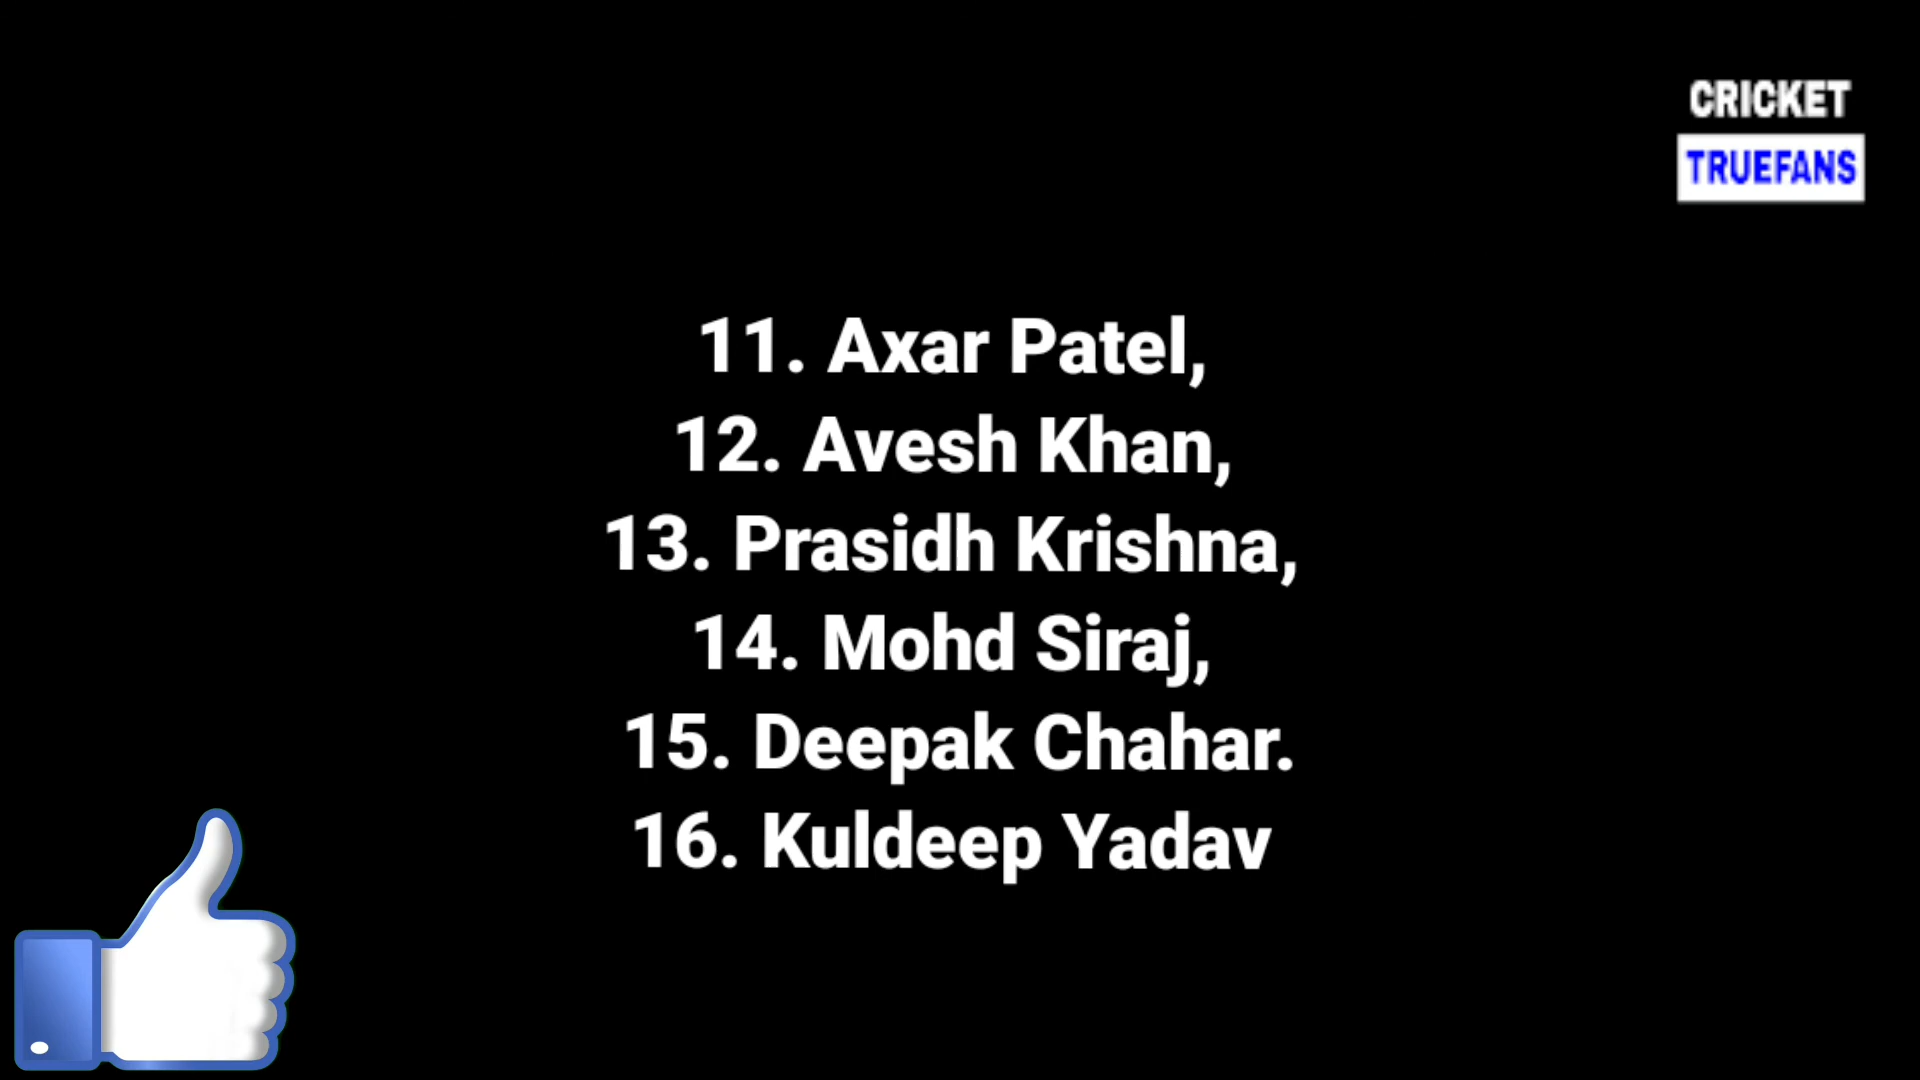 CRICKET
TRUEFANS
11. Axar Patel,
12. Avesh Khan,
13. Prasidh Krishna,
14. Mohd Siraj,
15. Deepak Chahar.
16. Kuldeep Yadav